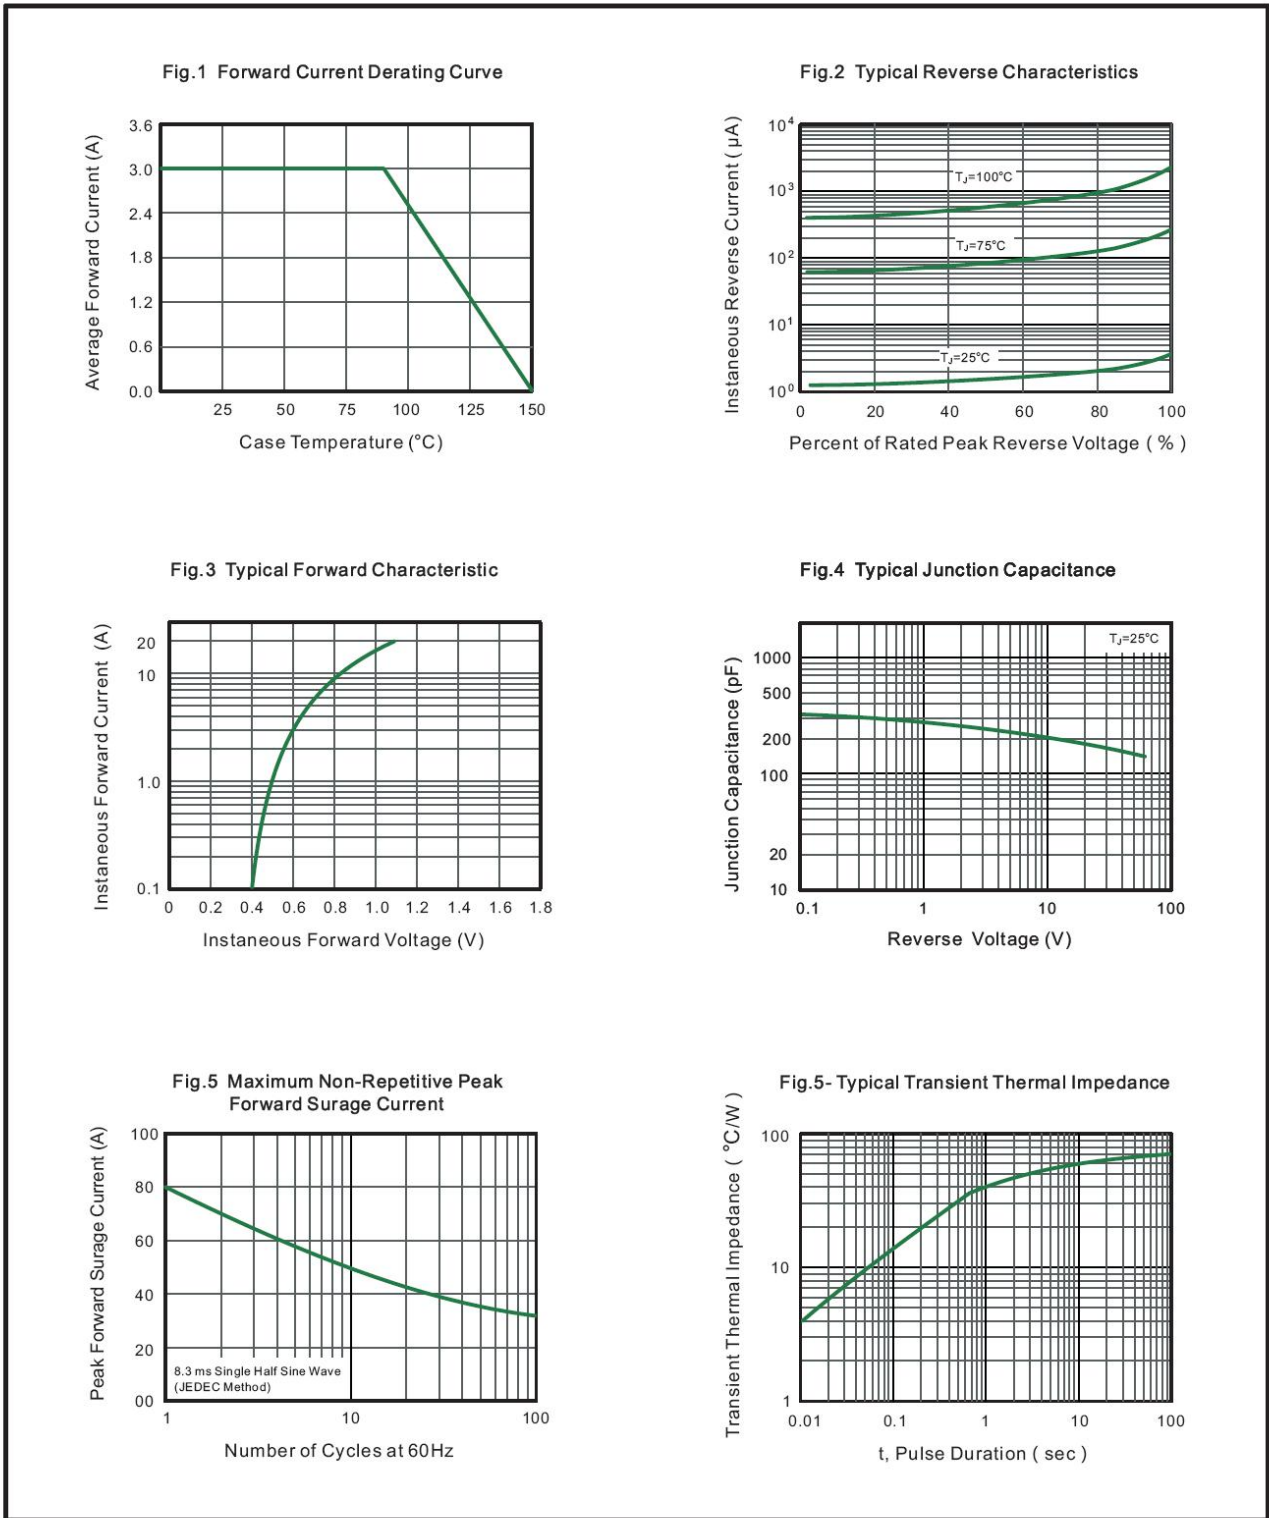 Fig.1 Forward Current Derating Curve
Average Forward Current (A)
3.6
3.0
2.4
1.8
1.2
0.6
0.0
25 50 75 100 125 150
Case Temperature (°C)
Fig.2 Typical Reverse Characteristics
Instaneous Reverse Current ( μA)
10⁴
10³
10²
10¹
10⁰
TJ=100°C
TJ=75°C
TJ=25°C
0 20 40 60 80 100
Percent of Rated Peak Reverse Voltage ( % )
Fig.3 Typical Forward Characteristic
Instaneous Forward Current (A)
20
10
1.0
0.1
0 0.2 0.4 0.6 0.8 1.0 1.2 1.4 1.6 1.8
Instaneous Forward Voltage (V)
Fig.4 Typical Junction Capacitance
Junction Capacitance (pF)
TJ=25°C
1000
500
200
100
20
10
0.1 1 10 100
Reverse Voltage (V)
Fig.5 Maximum Non-Repetitive Peak
Forward Surage Current
Peak Forward Surage Current (A)
100
80
60
40
20
00
8.3 ms Single Half Sine Wave
(JEDEC Method)
1 10 100
Number of Cycles at 60Hz
Fig.5- Typical Transient Thermal Impedance
Transient Thermal Impedance ( °C/W )
100
10
1
0.01 0.1 1 10 100
t, Pulse Duration ( sec )